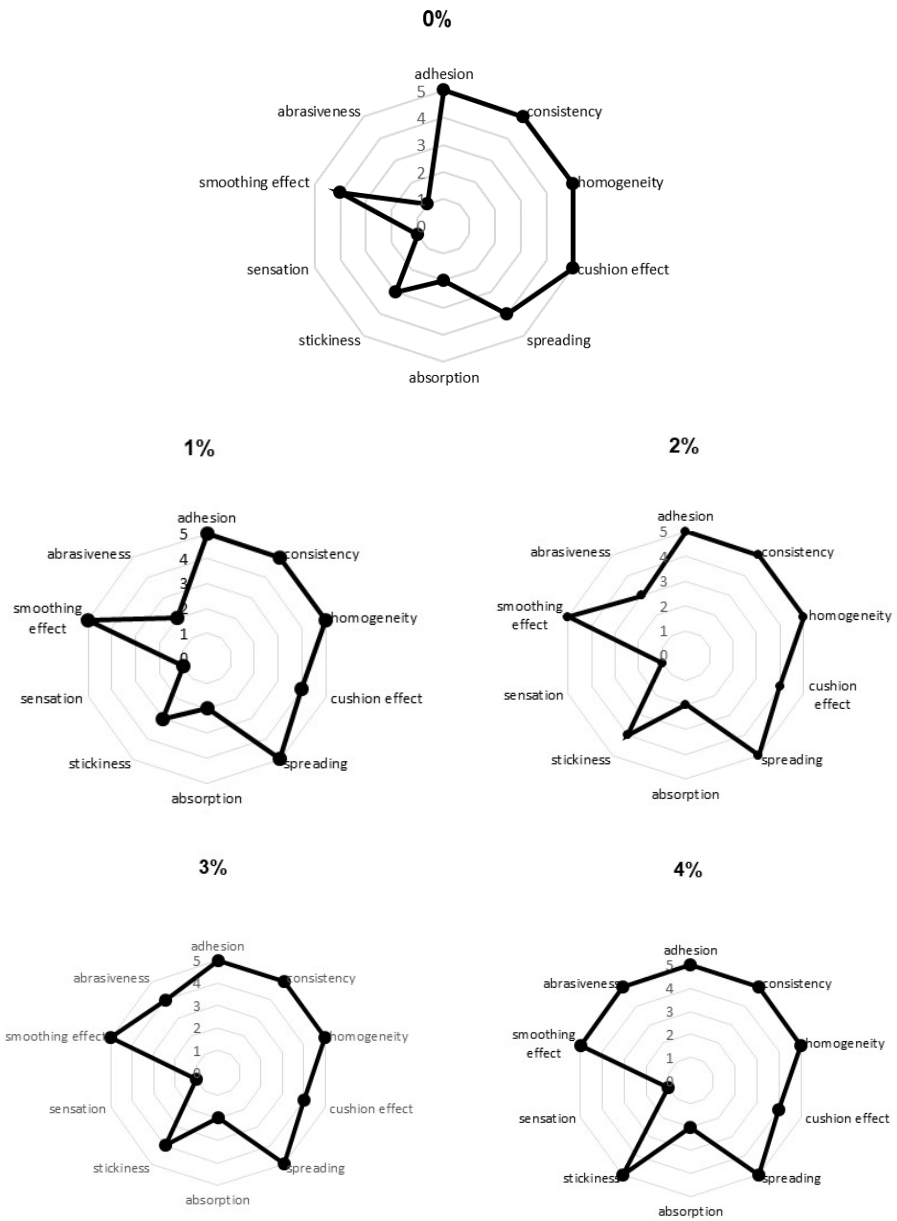 0%
adhesion
5
abrasiveness
consistency
4
3
2
smoothing effect
homogeneity
1
0
sensation
cushion effect
stickiness
spreading
absorption
1%
adhesion
5
abrasiveness
consistency
4
3
smoothing
effect
2
homogeneity
1
0
sensation
cushion effect
stickiness
spreading
absorption
2%
adhesion
5
abrasiveness
consistency
4
3
smoothing
effect
2
homogeneity
1
0
sensation
cushion
effect
stickiness
spreading
absorption
3%
adhesion
5
abrasiveness
consistency
4
3
2
smoothing effect
homogeneity
1
0
sensation
cushion effect
stickiness
spreading
absorption
4%
adhesion
5
abrasiveness
consistency
4
3
smoothing
effect
2
homogeneity
1
0
sensation
cushion effect
stickiness
spreading
absorption